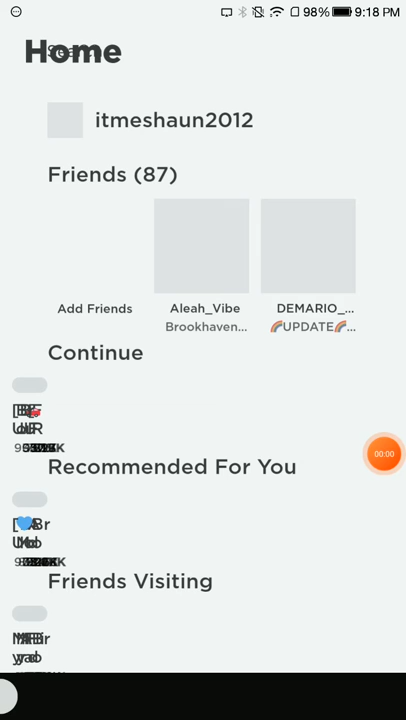 98% 9:18 PM
Home
itmeshaun2012
Friends (87)
Add Friends
Aleah_Vibe
Brookhaven...
DEMARIO_...
🌈UPDATE🌈...
Continue
00:00
Recommended For You
Friends Visiting